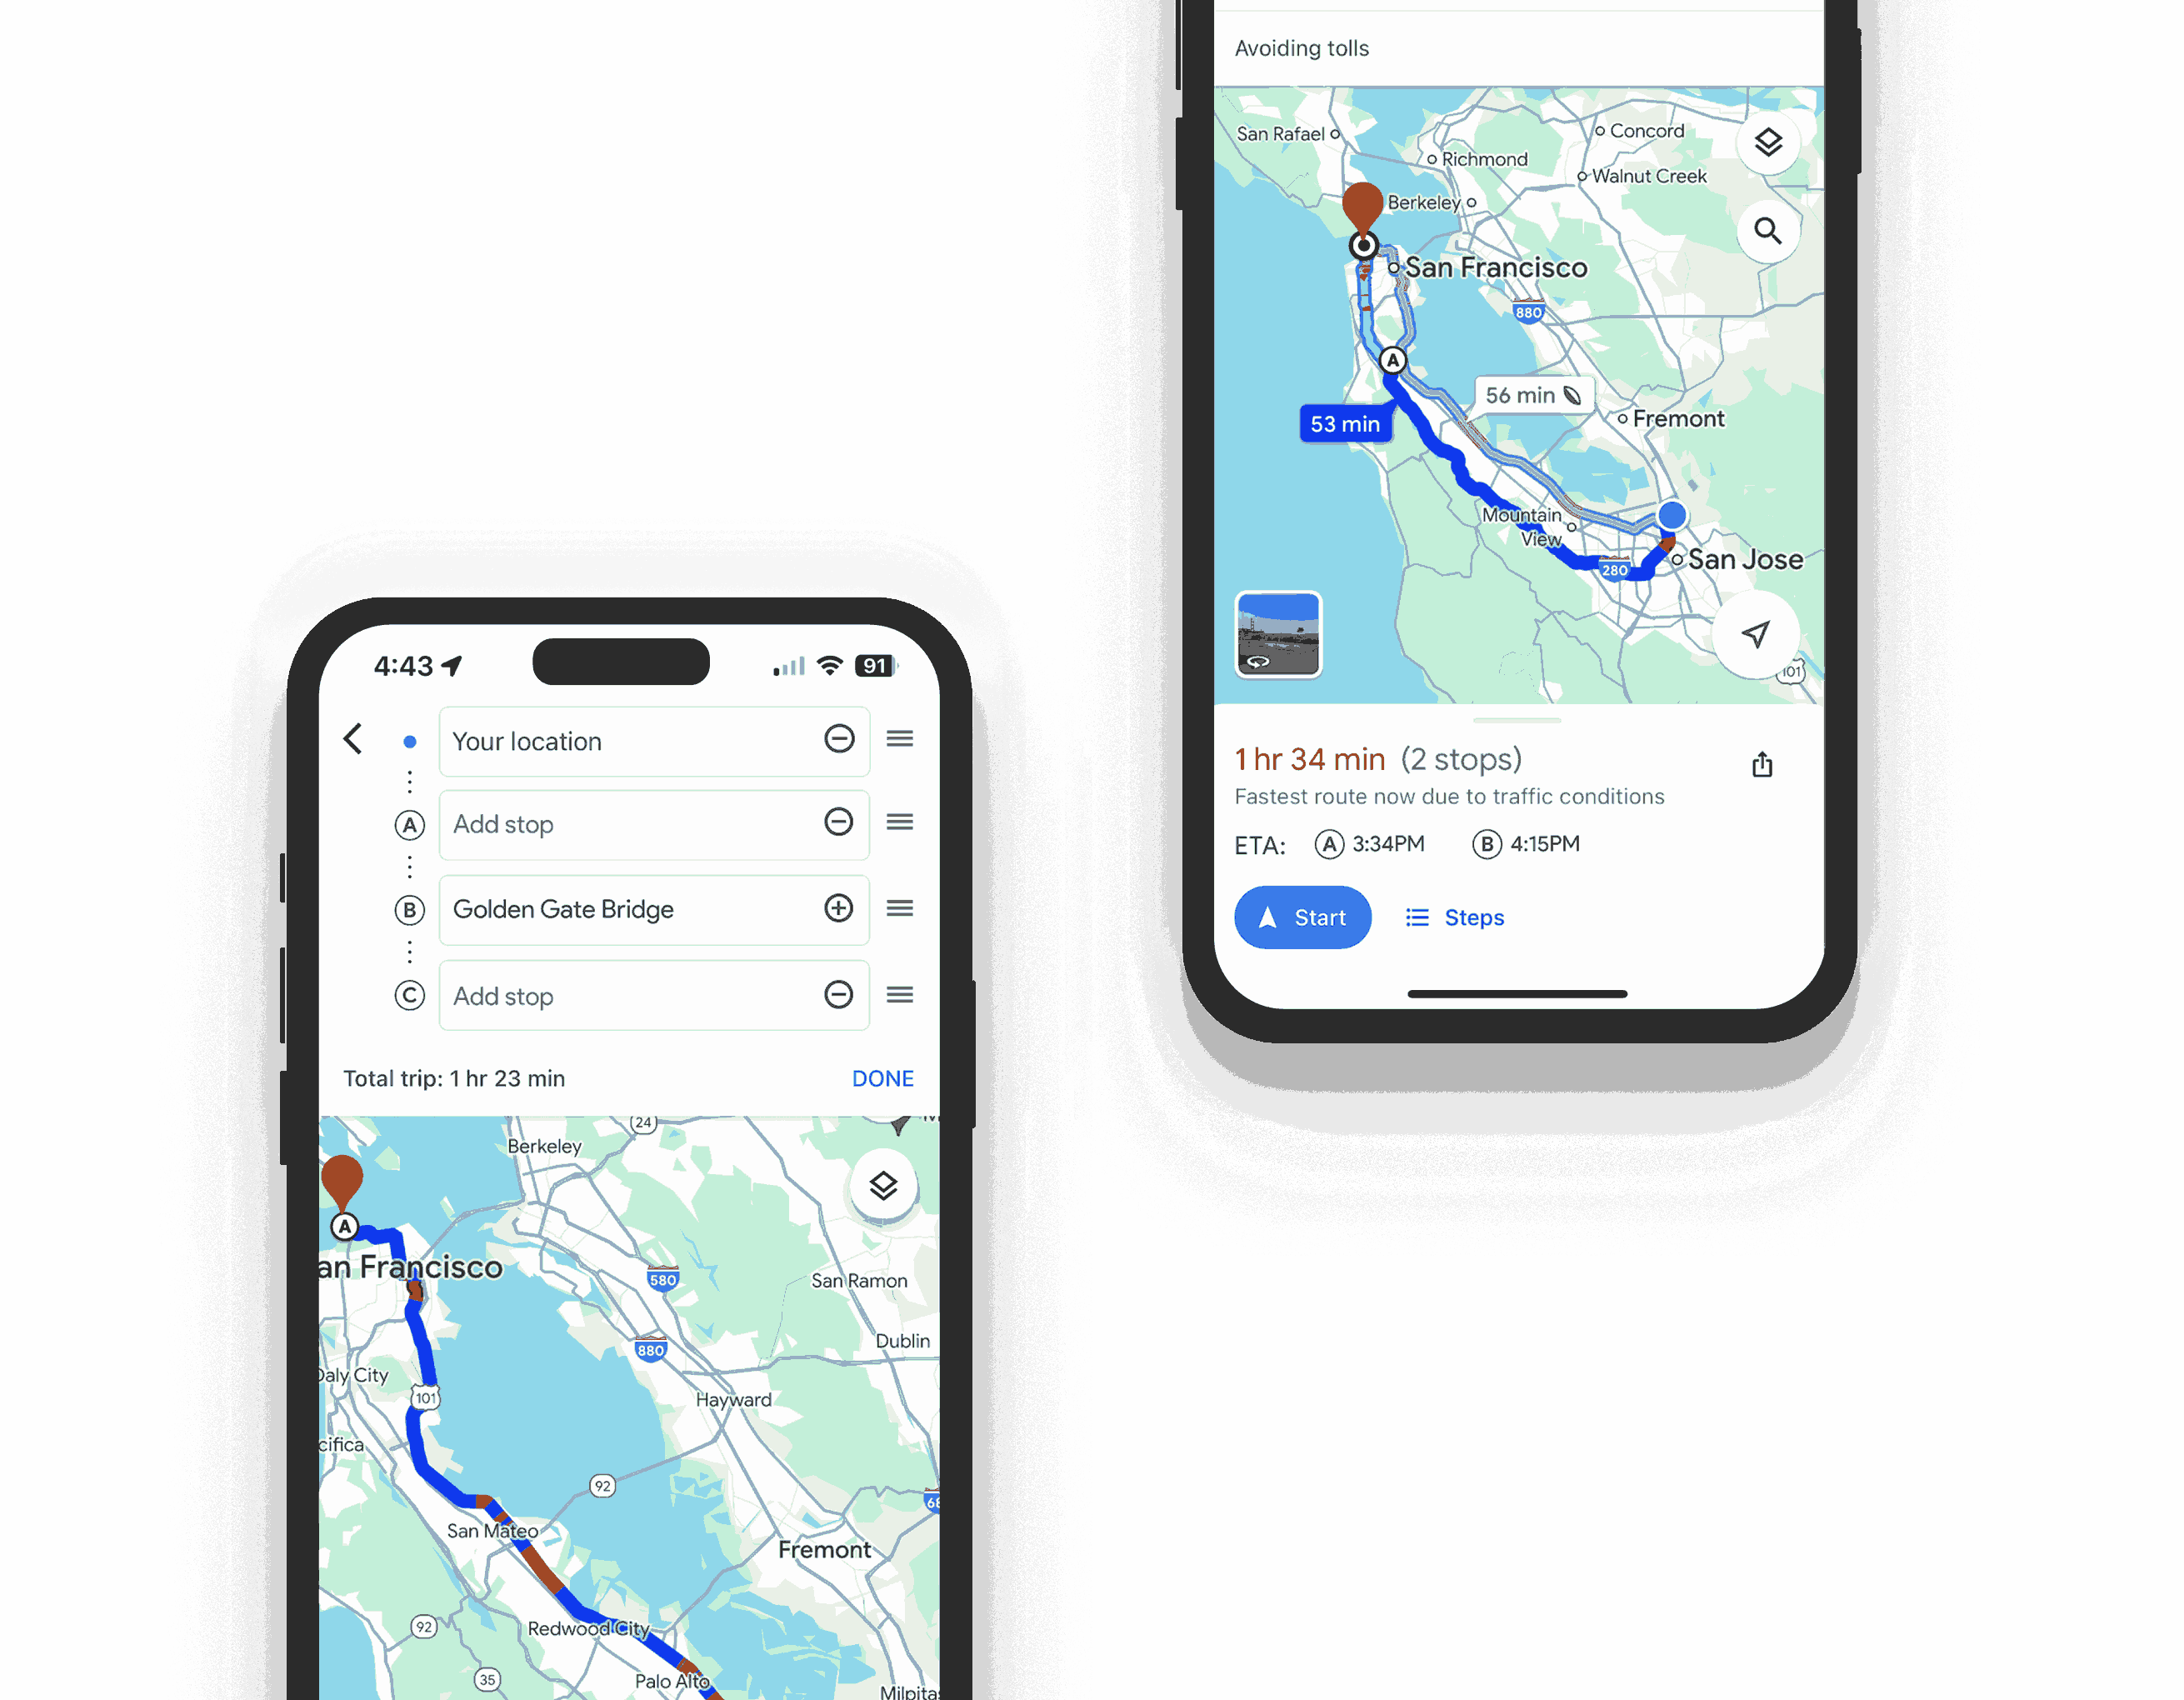 Avoiding tolls
San Rafael
Concord
Richmond
Walnut Creek
Berkeley
San Francisco
880
A
56 min
53 min
Fremont
Mountain
View
280
San Jose
101
1 hr 34 min (2 stops)
Fastest route now due to traffic conditions
ETA: A 3:34PM B 4:15PM
Start Steps
4:43 91
Your location
A Add stop
B Golden Gate Bridge
C Add stop
Total trip: 1 hr 23 min DONE
24
Berkeley
A
an Francisco
580
San Ramon
880
Dublin
Daly City
101
Hayward
cifica
92
68
San Mateo
Fremont
92
Redwood City
35
Palo Alto
Milpitas